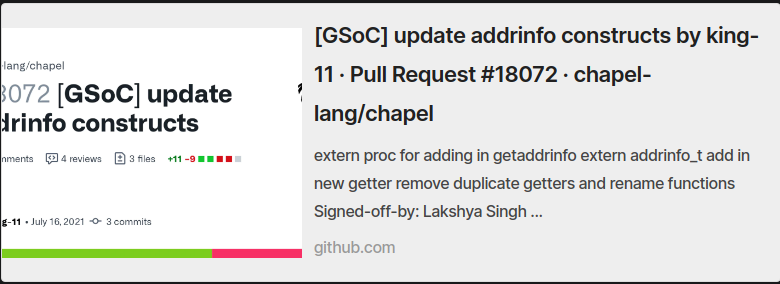 -lang/chapel
8072 [GSoC] update
drinfo constructs
mments 4 reviews 3 files +11 −9
g-11 • July 16, 2021 3 commits
[GSoC] update addrinfo constructs by king-
11 · Pull Request #18072 · chapel-
lang/chapel
extern proc for adding in getaddrinfo extern addrinfo_t add in
new getter remove duplicate getters and rename functions
Signed-off-by: Lakshya Singh ...
github.com